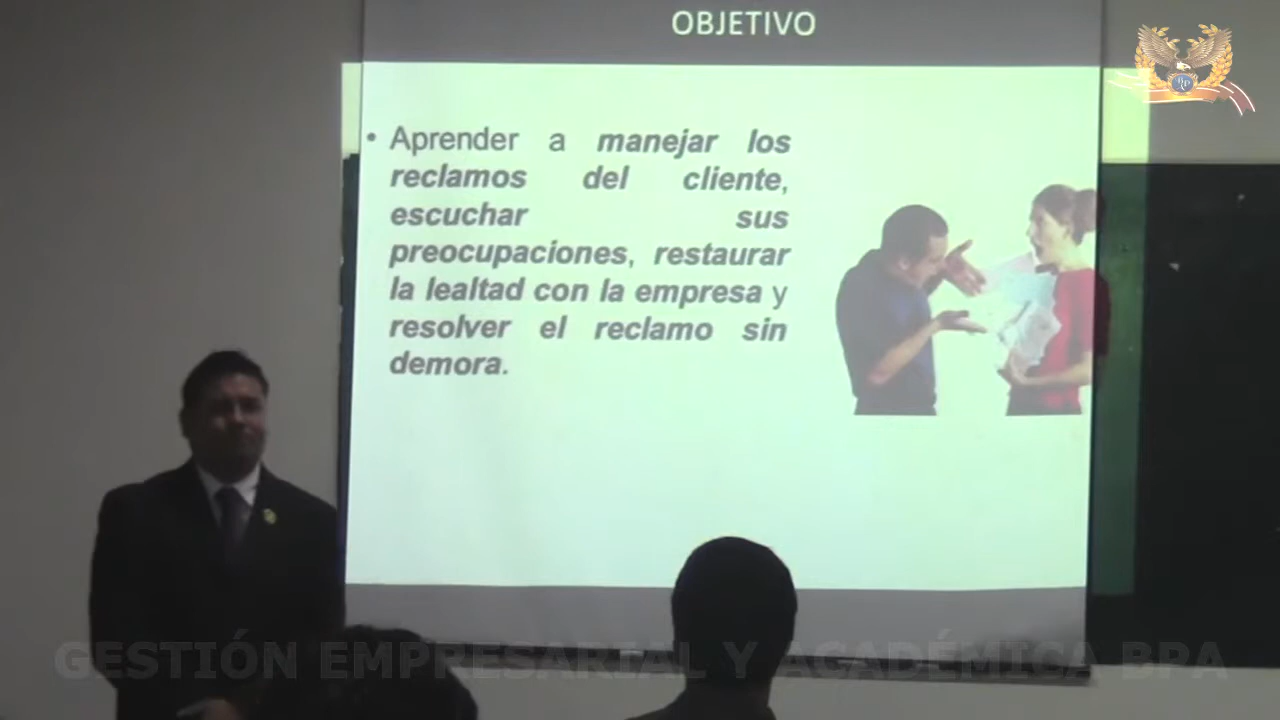 OBJETIVO
• Aprender a manejar los
reclamos del cliente,
escuchar sus
preocupaciones, restaurar
la lealtad con la empresa y
resolver el reclamo sin
demora.
GESTIÓN EMPRESARIAL Y ACADÉMICA BPA